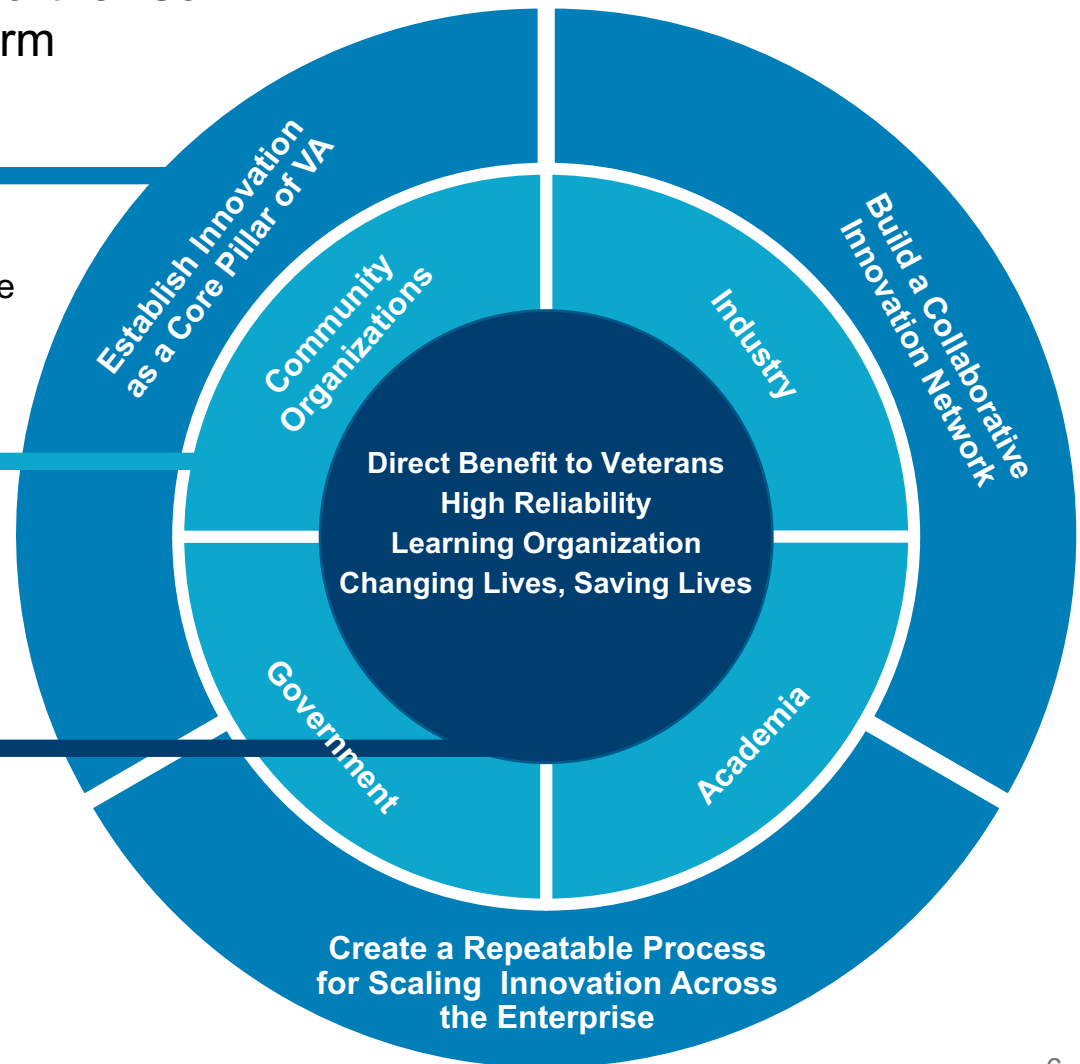 rm
e
Establish Innovation
as a Core Pillar of VA
Community
Organizations
Industry
Build a Collaborative
Innovation Network
Direct Benefit to Veterans
High Reliability
Learning Organization
Changing Lives, Saving Lives
Government
Academia
Create a Repeatable Process
for Scaling  Innovation Across
the Enterprise